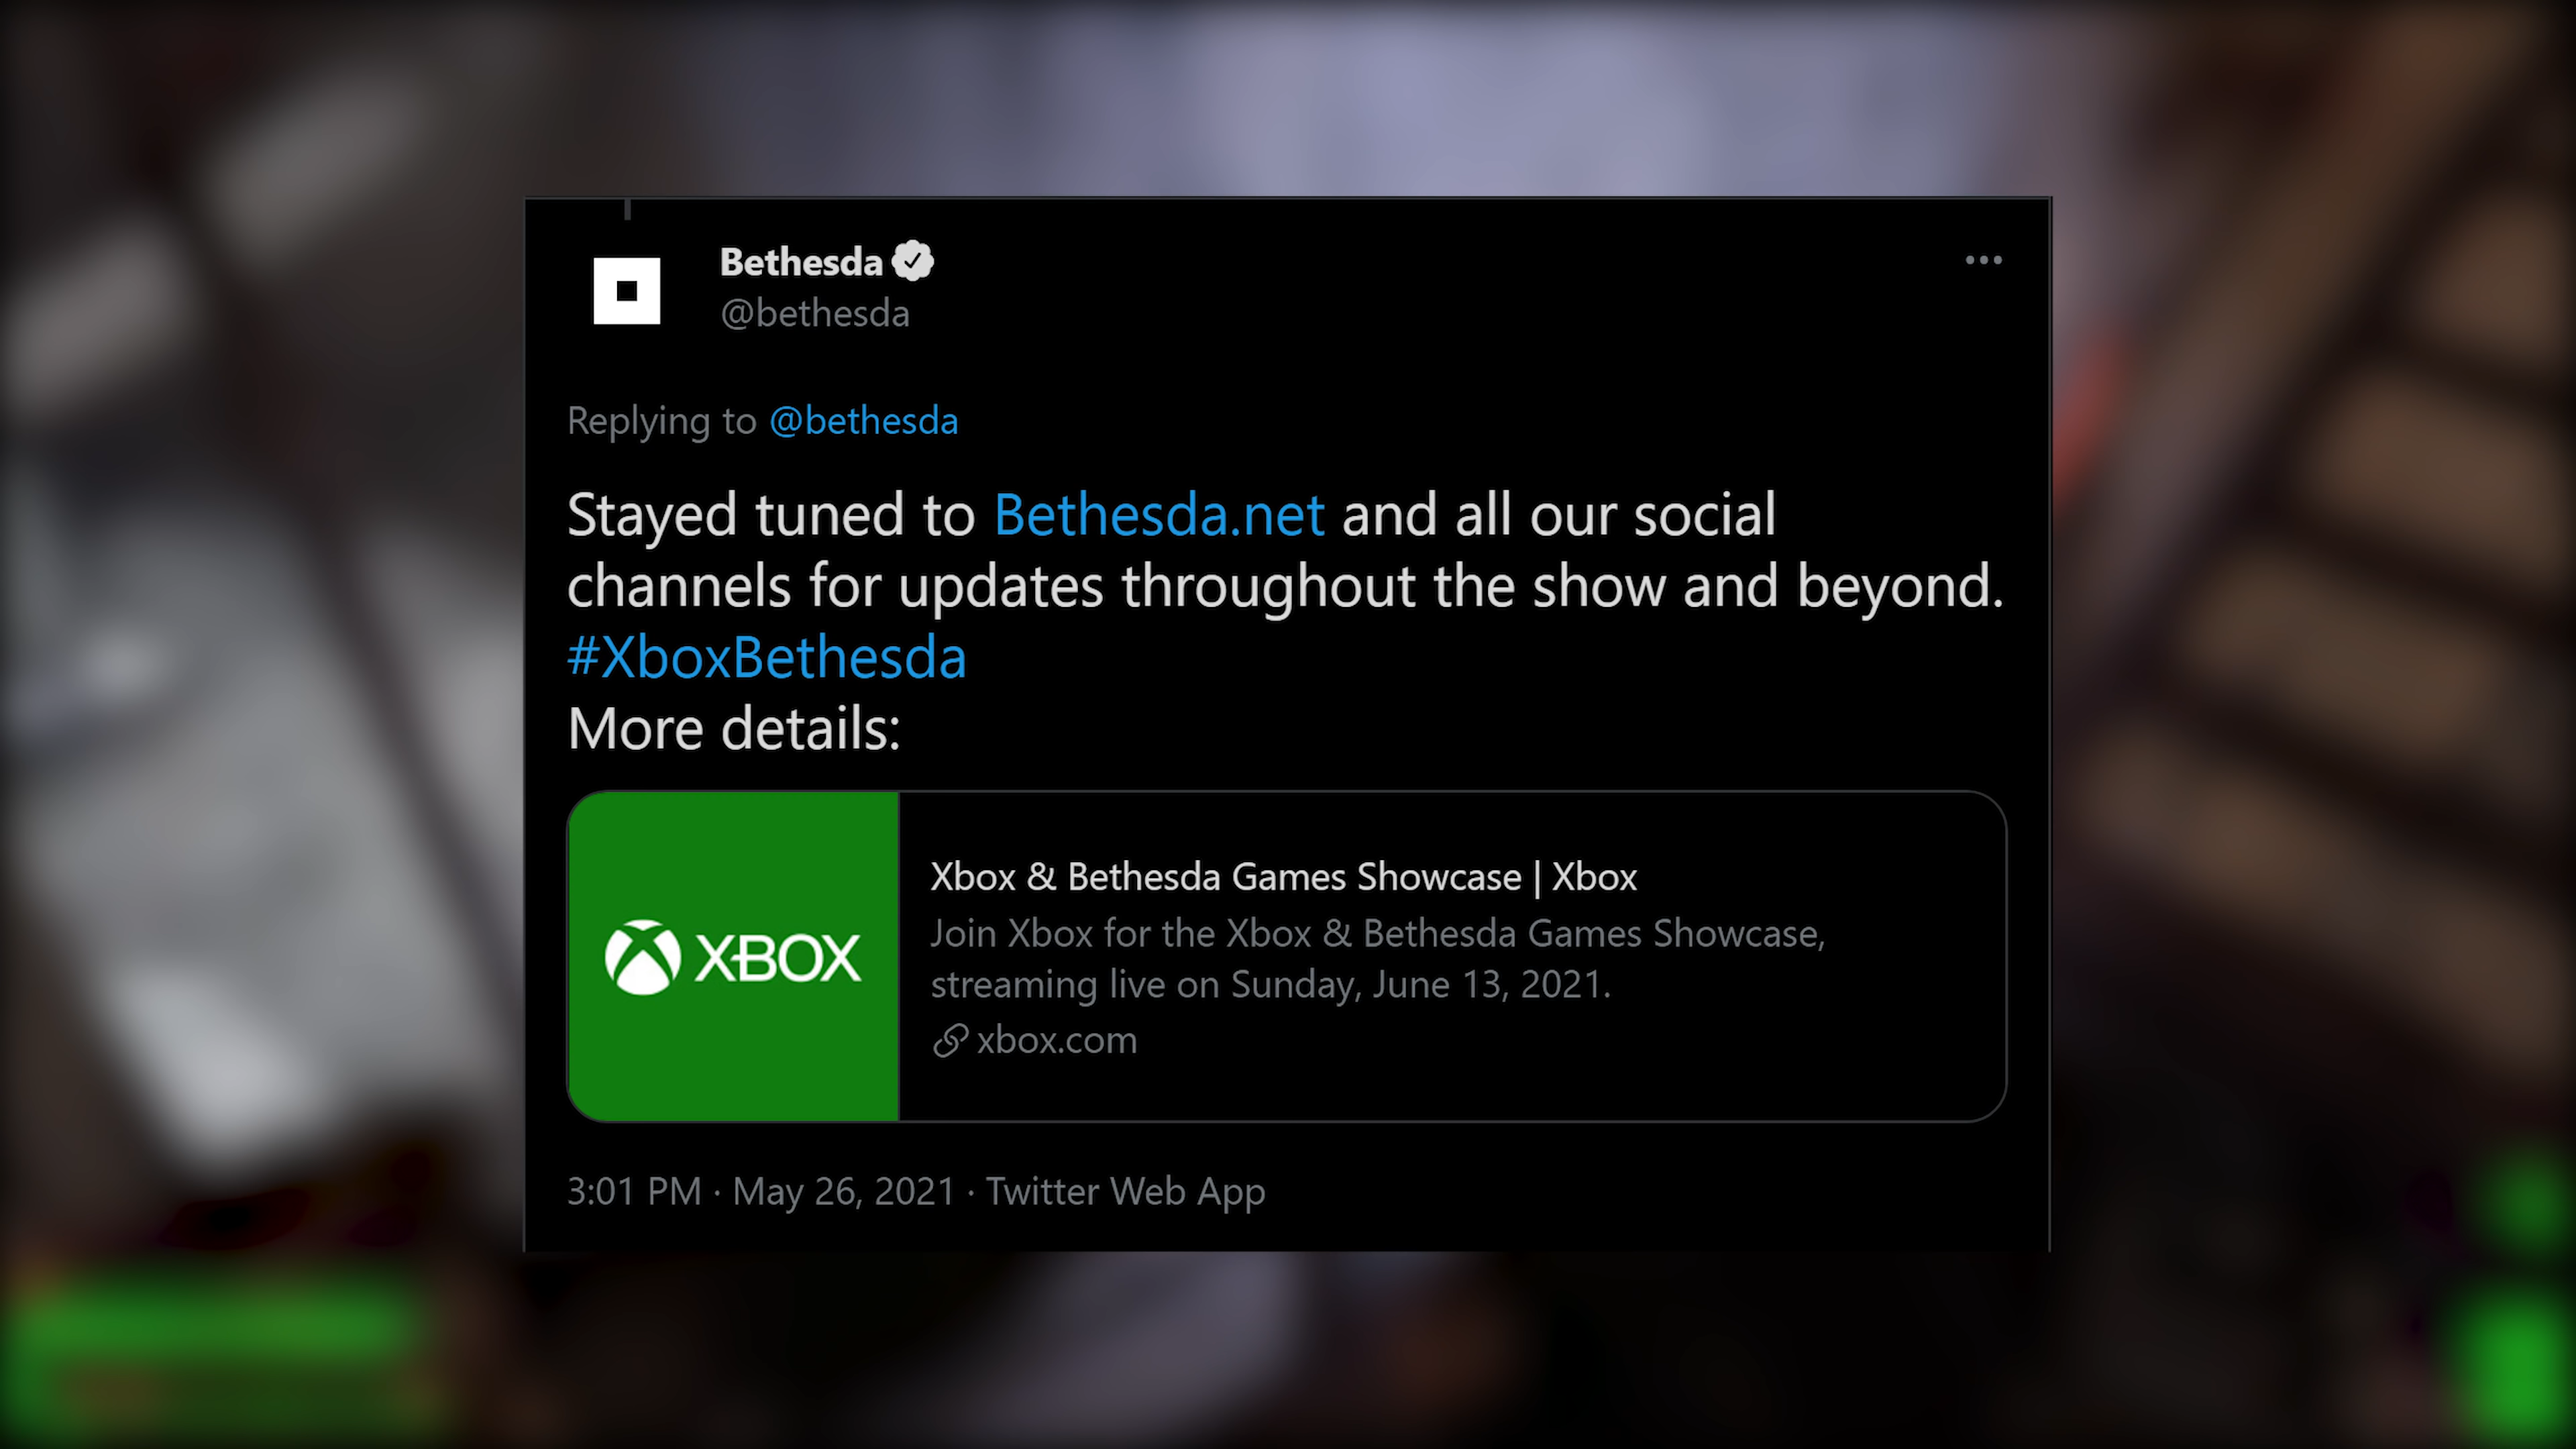 Bethesda
@bethesda
Replying to @bethesda
Stayed tuned to Bethesda.net and all our social
channels for updates throughout the show and beyond.
#XboxBethesda
More details:
XBOX
Xbox & Bethesda Games Showcase | Xbox
Join Xbox for the Xbox & Bethesda Games Showcase,
streaming live on Sunday, June 13, 2021.
xbox.com
3:01 PM · May 26, 2021 · Twitter Web App